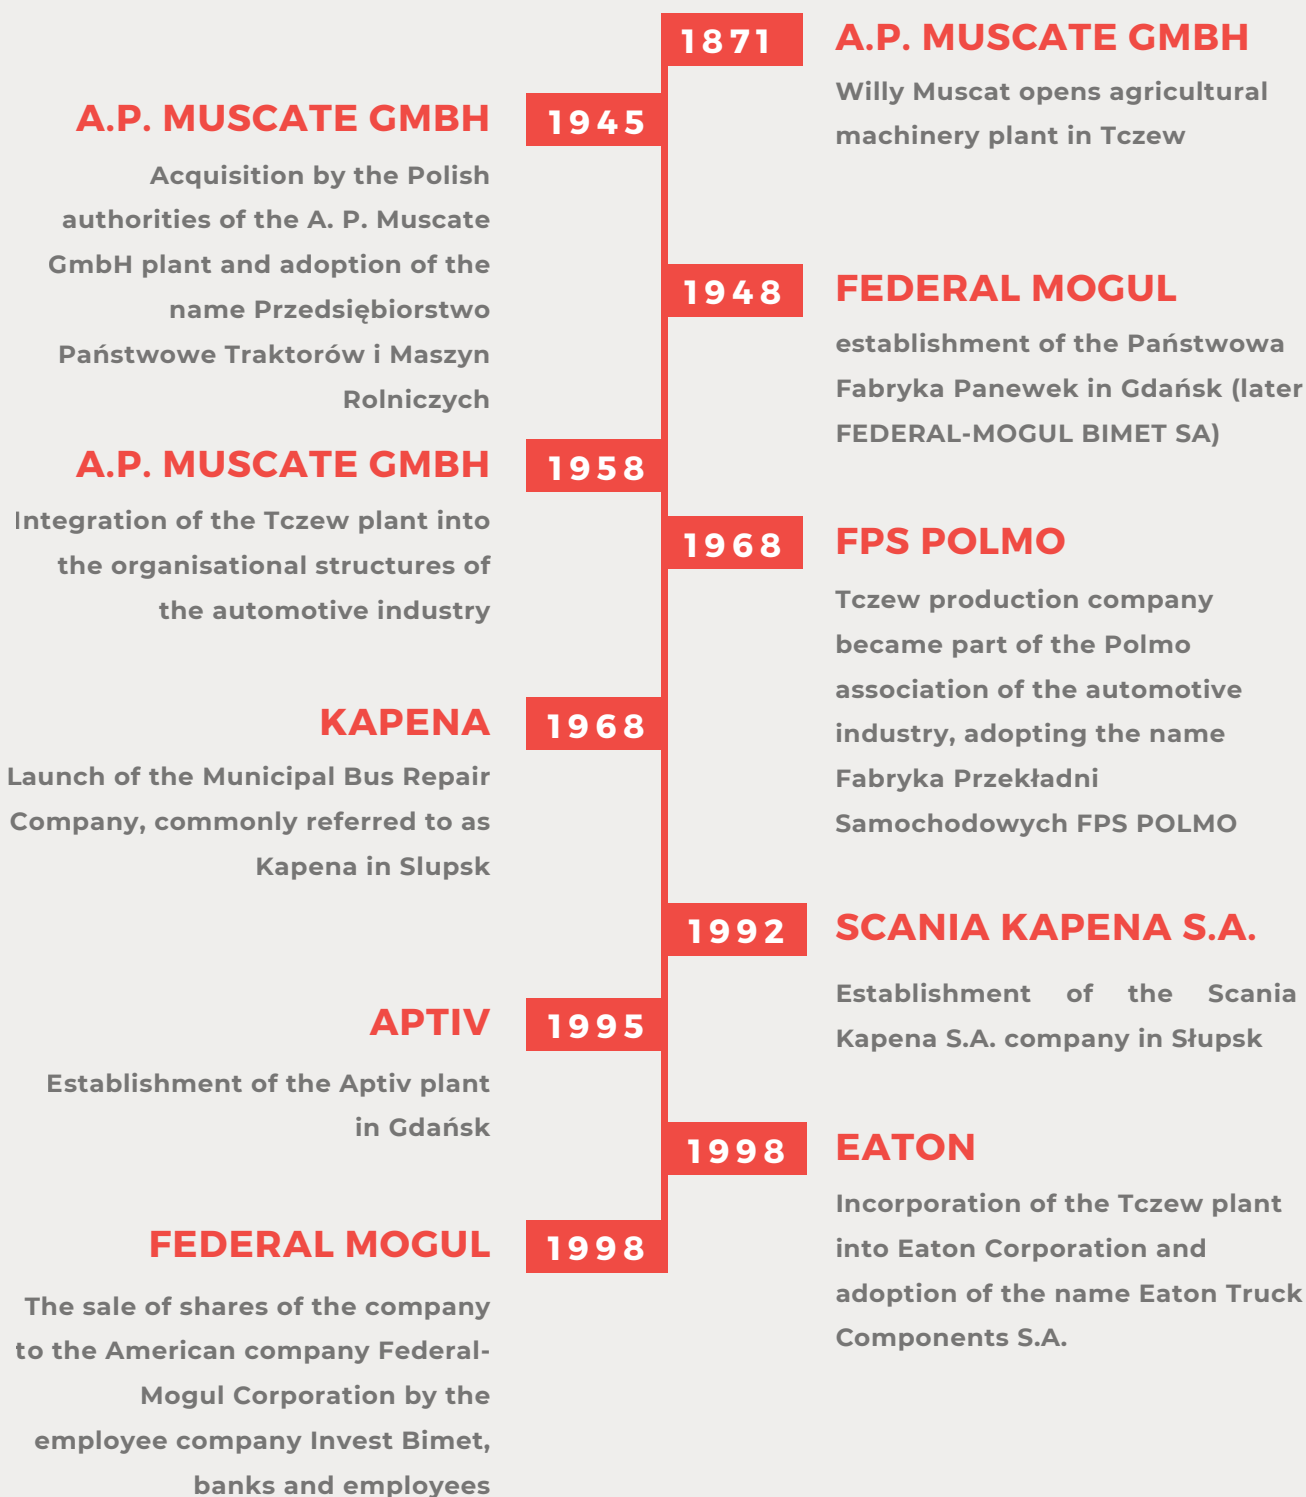 1871
A.P. MUSCATE GMBH
Willy Muscat opens agricultural
machinery plant in Tczew
A.P. MUSCATE GMBH
1945
Acquisition by the Polish
authorities of the A. P. Muscate
GmbH plant and adoption of the
name Przedsiębiorstwo
Państwowe Traktorów i Maszyn
Rolniczych
1948
FEDERAL MOGUL
establishment of the Państwowa
Fabryka Panewek in Gdańsk (later
FEDERAL-MOGUL BIMET SA)
A.P. MUSCATE GMBH
1958
Integration of the Tczew plant into
the organisational structures of
the automotive industry
1968
FPS POLMO
Tczew production company
became part of the Polmo
association of the automotive
industry, adopting the name
Fabryka Przekładni
Samochodowych FPS POLMO
KAPENA
1968
Launch of the Municipal Bus Repair
Company, commonly referred to as
Kapena in Slupsk
1992
SCANIA KAPENA S.A.
Establishment of the Scania
Kapena S.A. company in Słupsk
APTIV
1995
Establishment of the Aptiv plant
in Gdańsk
1998
EATON
Incorporation of the Tczew plant
into Eaton Corporation and
adoption of the name Eaton Truck
Components S.A.
FEDERAL MOGUL
1998
The sale of shares of the company
to the American company Federal-
Mogul Corporation by the
employee company Invest Bimet,
banks and employees